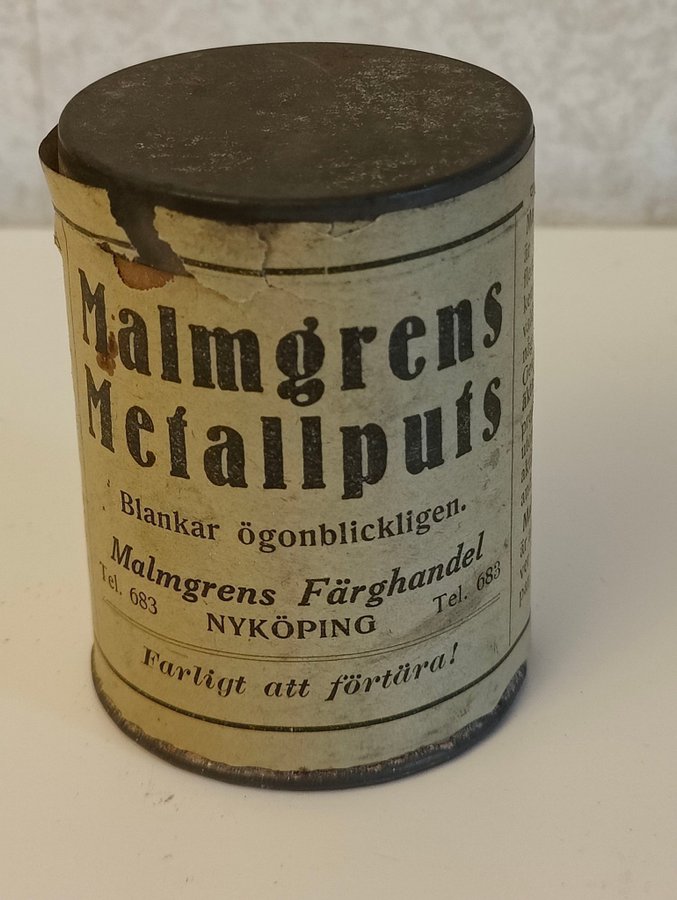 Malmgrens
Metallputs
Blankar ögonblickligen.
Malmgrens Färghandel
Tel. 683 NYKÖPING Tel. 683
Farligt att förtära!